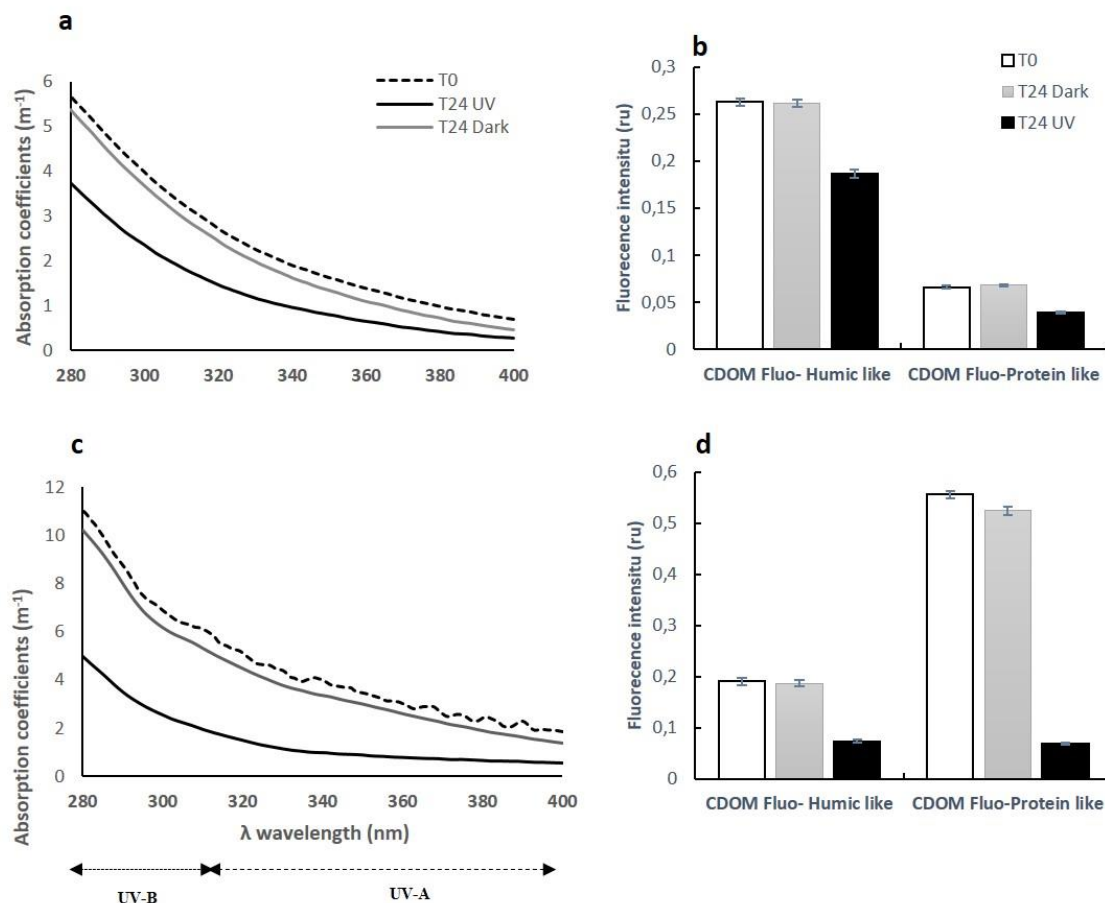 a
Absorption coefficients (m⁻¹)
6
5
4
3
2
1
0
280 300 320 340 360 380 400
T0
T24 UV
T24 Dark
b
Fluorecence intensitu (ru)
0,3
0,25
0,2
0,15
0,1
0,05
0
T0
T24 Dark
T24 UV
CDOM Fluo- Humic like CDOM Fluo-Protein like
c
Absorption coefficients (m⁻¹)
12
10
8
6
4
2
0
280 300 320 340 360 380 400
λ wavelength (nm)
UV-B UV-A
d
Fluorecence intensitu (ru)
0,6
0,5
0,4
0,3
0,2
0,1
0
CDOM Fluo- Humic like CDOM Fluo-Protein like